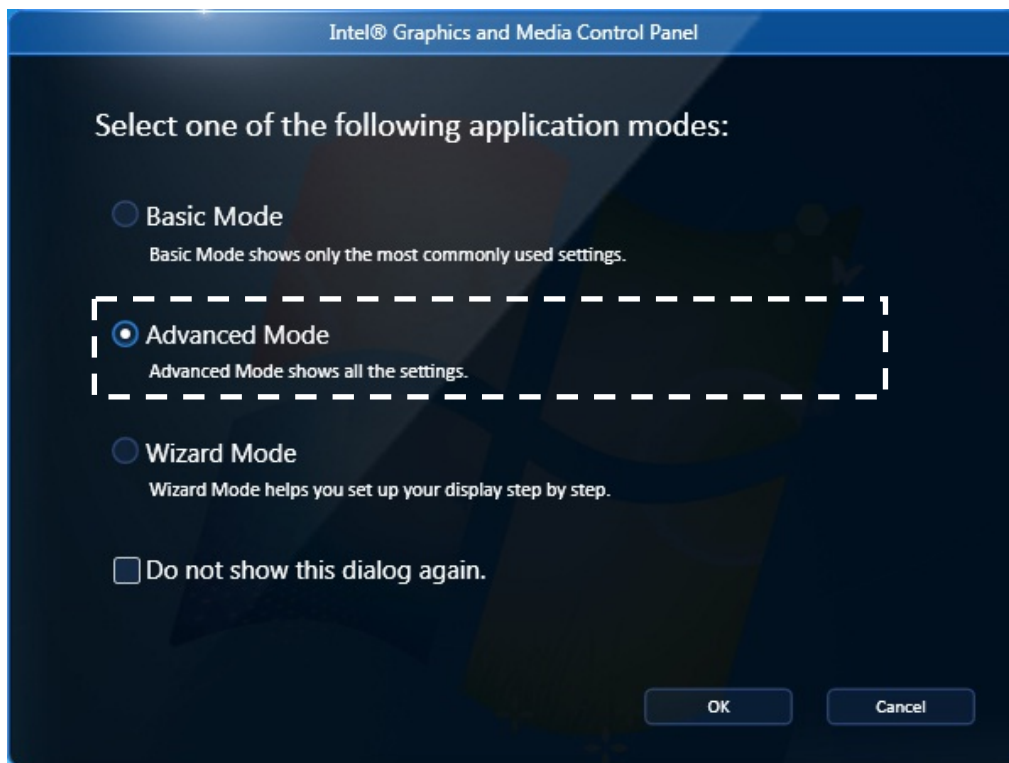 Intel® Graphics and Media Control Panel
Select one of the following application modes:
Basic Mode
Basic Mode shows only the most commonly used settings.
Advanced Mode
Advanced Mode shows all the settings.
Wizard Mode
Wizard Mode helps you set up your display step by step.
Do not show this dialog again.
OK
Cancel